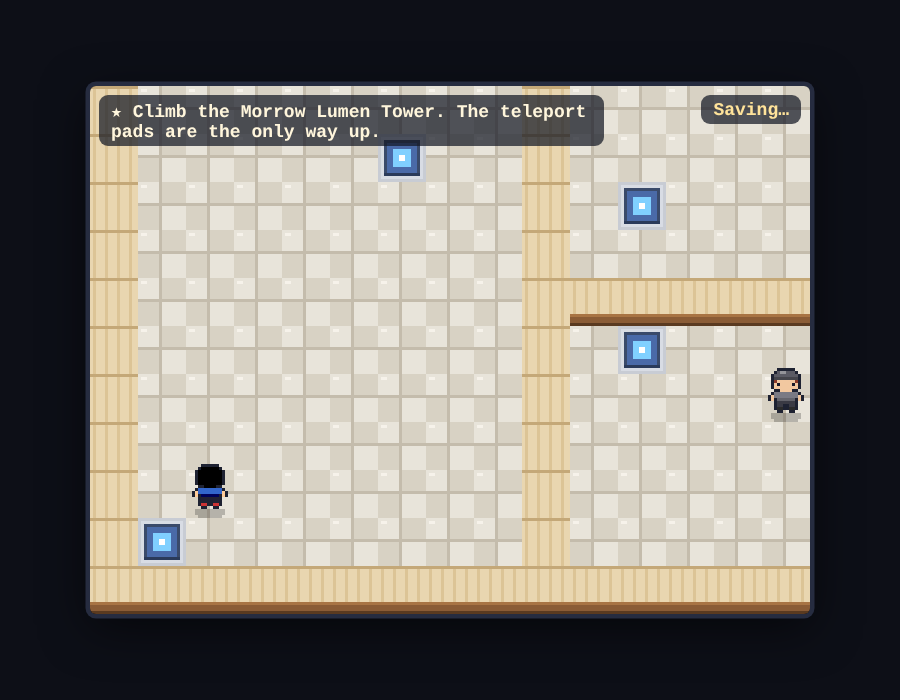 ★ Climb the Morrow Lumen Tower. The teleport
pads are the only way up.
Saving…